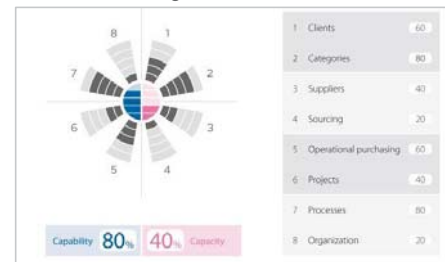 8 1
7 2
6 3
5 4
Capability 80% 40% Capacity
1 Clients 60
2 Categories 80
3 Suppliers 40
4 Sourcing 20
5 Operational purchasing 60
6 Projects 40
7 Processes 80
8 Organization 20